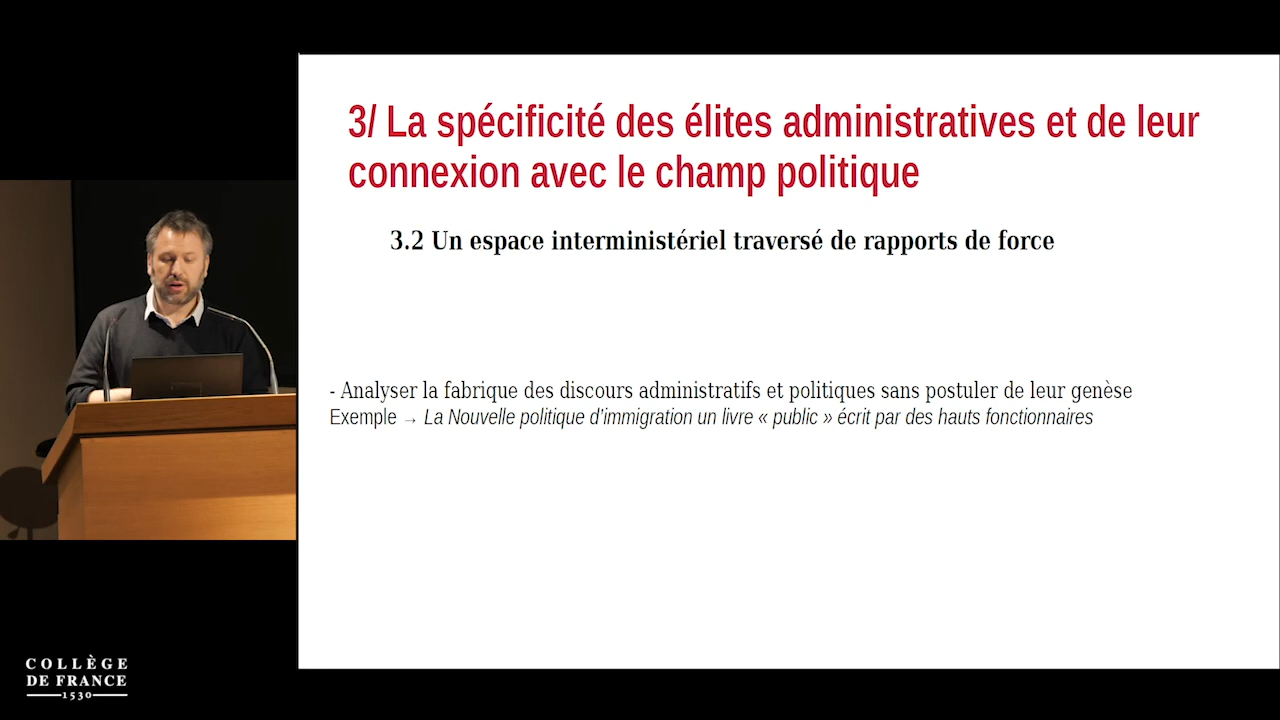 3/ La spécificité des élites administratives et de leur
connexion avec le champ politique
3.2 Un espace interministériel traversé de rapports de force
- Analyser la fabrique des discours administratifs et politiques sans postuler de leur genèse
Exemple → La Nouvelle politique d’immigration un livre « public » écrit par des hauts fonctionnaires
COLLÈGE
DE FRANCE
1530